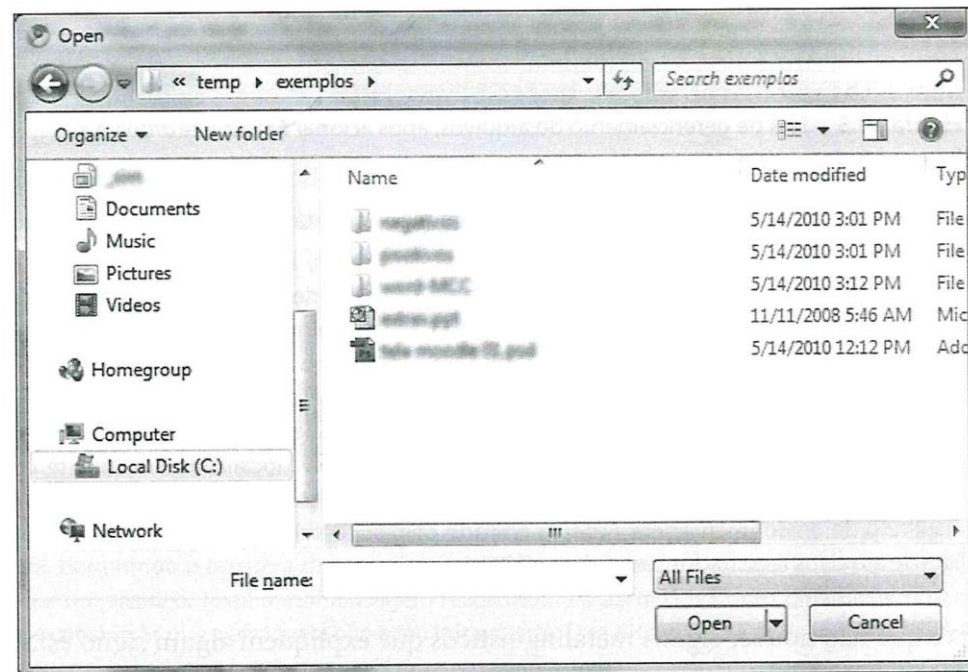 Open
« temp ▸ exemplos ▸
Search exemplos
Organize ▾ New folder
Documents
Music
Pictures
Videos
Homegroup
Computer
Local Disk (C:)
Network
Name Date modified Typ
5/14/2010 3:01 PM File
5/14/2010 3:01 PM File
5/14/2010 3:12 PM File
11/11/2008 5:46 AM Mic
5/14/2010 12:12 PM Adc
File name:
All Files
Open
Cancel